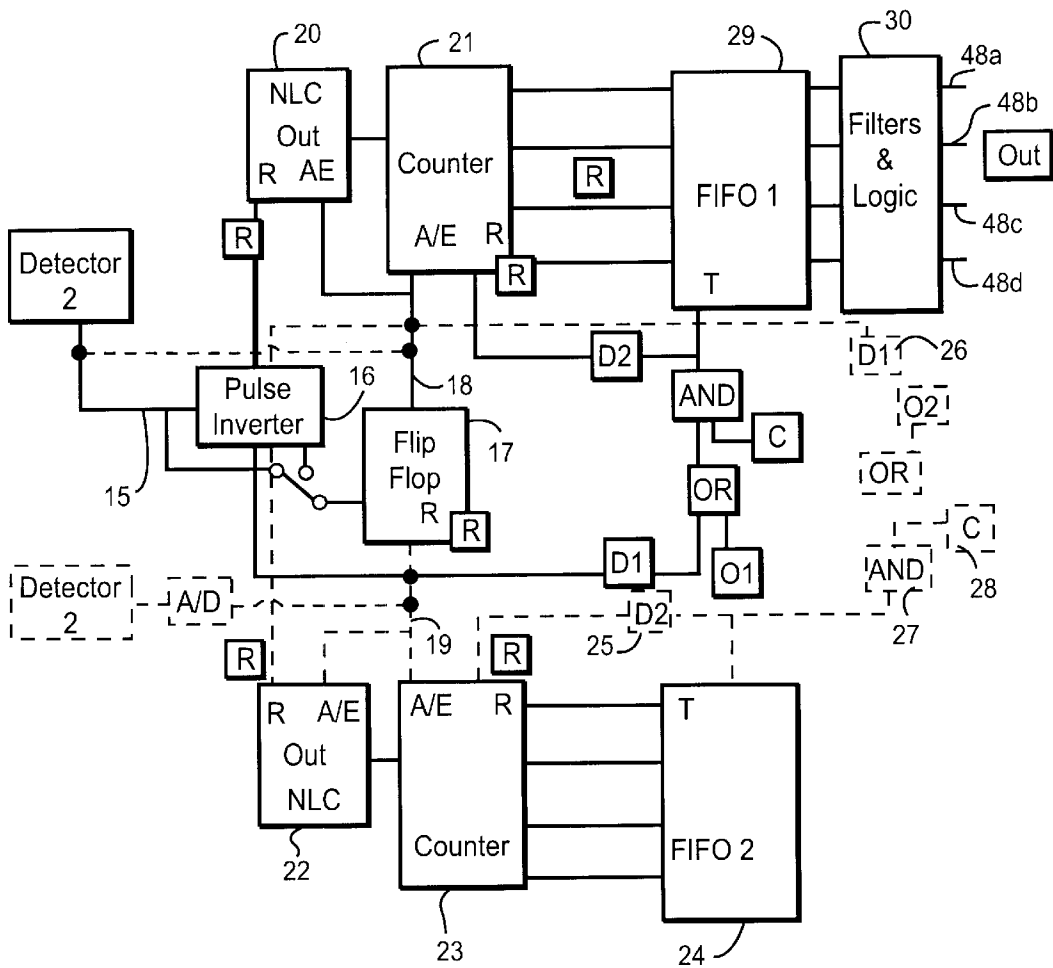 20
21
29
30
NLC
Out
R
AE
Counter
A/E
R
R
R
R
FIFO 1
T
Filters
&
Logic
48a
48b
48c
48d
Out
Detector
2
15
Pulse
Inverter
16
18
Flip
Flop
R
R
17
D2
AND
C
OR
D1
O1
D1
26
O2
OR
C
28
AND
27
Detector
2
A/D
19
D2
25
R
R
R
A/E
Out
NLC
22
A/E
R
Counter
23
T
FIFO 2
24